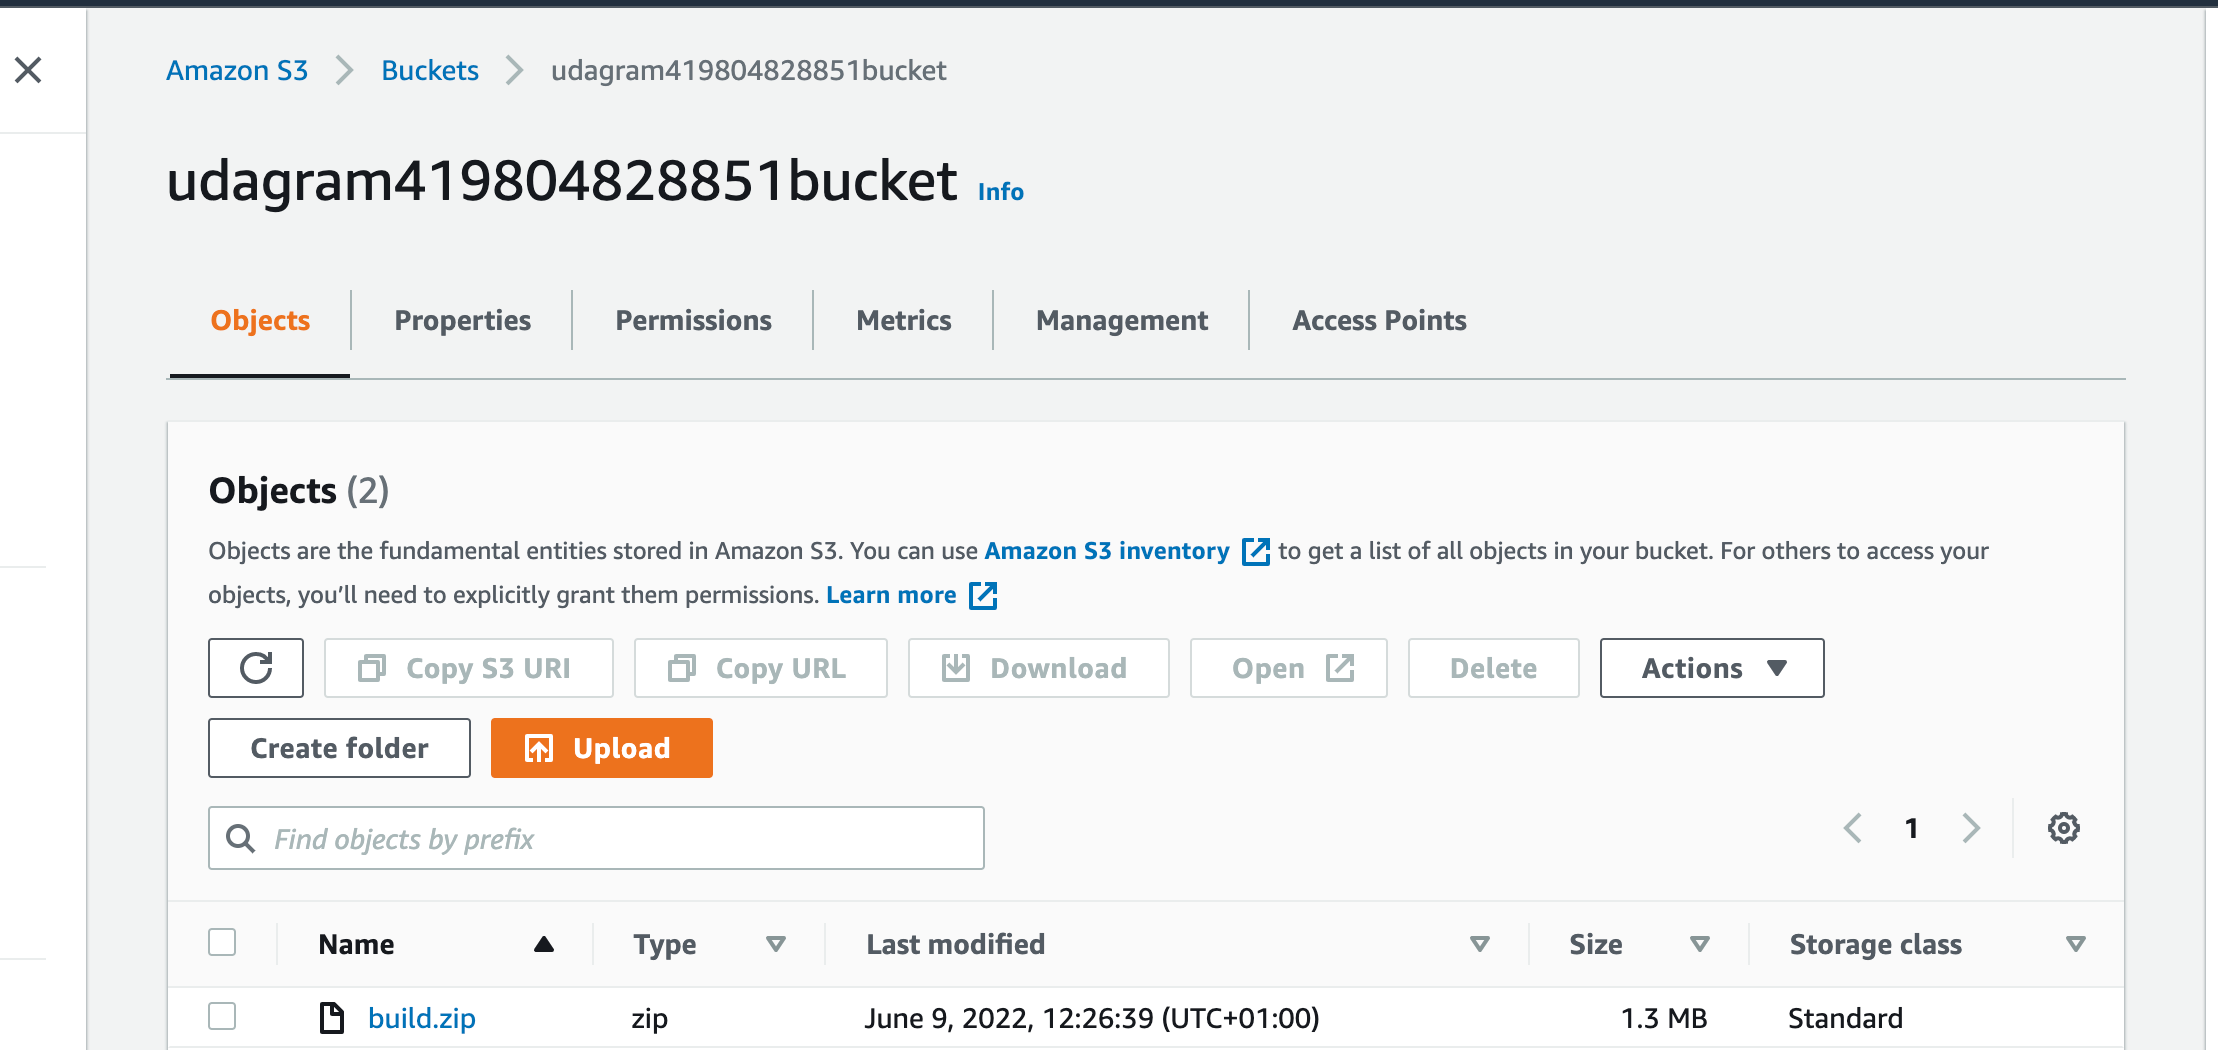 Amazon S3 Buckets udagram419804828851bucket
udagram419804828851bucket Info
Objects Properties Permissions Metrics Management Access Points
Objects (2)
Objects are the fundamental entities stored in Amazon S3. You can use Amazon S3 inventory to get a list of all objects in your bucket. For others to access your
objects, you’ll need to explicitly grant them permissions. Learn more
Copy S3 URI Copy URL Download Open Delete Actions
Create folder Upload
Find objects by prefix 1
Name Type Last modified Size Storage class
build.zip zip June 9, 2022, 12:26:39 (UTC+01:00) 1.3 MB Standard